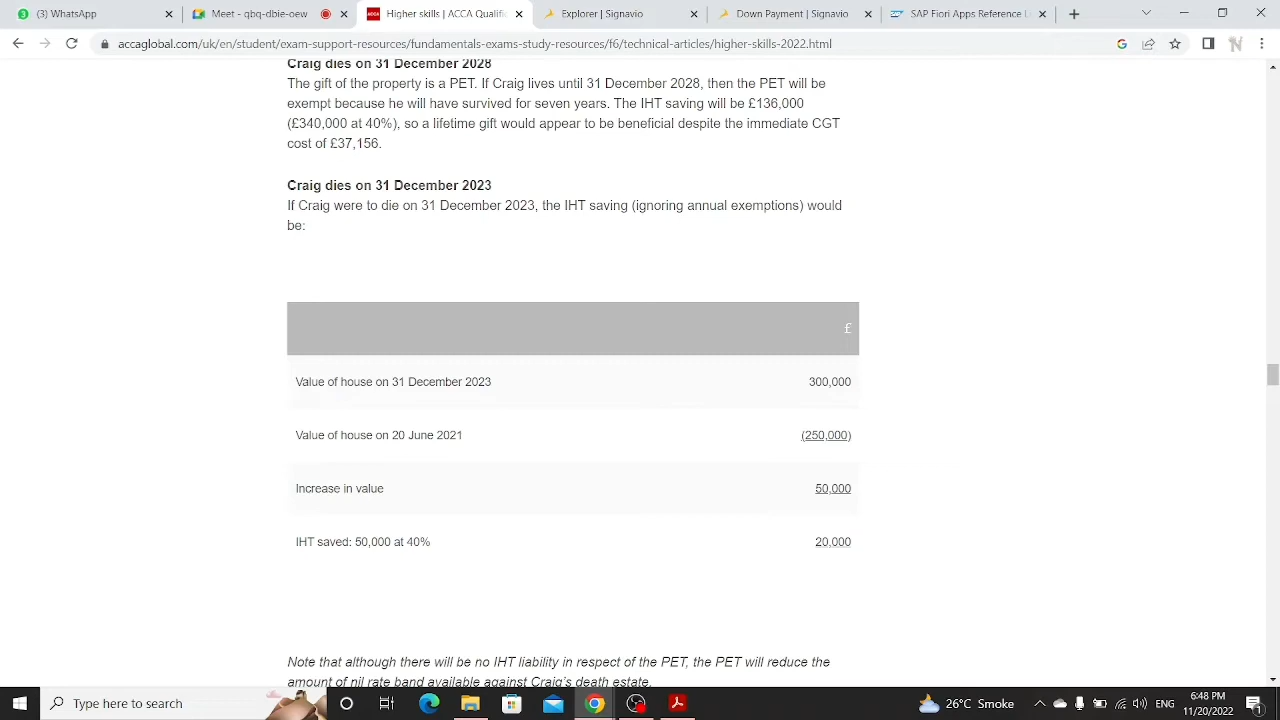 (3) WhatsApp
Meet - qbq-dbie-oew
Higher skills | ACCA Qualific
Explorer | Signavio
Down Payment | Signavio
SAP Fiori Apps Reference Li
accaglobal.com/uk/en/student/exam-support-resources/fundamentals-exams-study-resources/f6/technical-articles/higher-skills-2022.html
Craig dies on 31 December 2028
The gift of the property is a PET. If Craig lives until 31 December 2028, then the PET will be
exempt because he will have survived for seven years. The IHT saving will be £136,000
(£340,000 at 40%), so a lifetime gift would appear to be beneficial despite the immediate CGT
cost of £37,156.
Craig dies on 31 December 2023
If Craig were to die on 31 December 2023, the IHT saving (ignoring annual exemptions) would
be:
£
Value of house on 31 December 2023 300,000
Value of house on 20 June 2021 (250,000)
Increase in value 50,000
IHT saved: 50,000 at 40% 20,000
Note that although there will be no IHT liability in respect of the PET, the PET will reduce the
amount of nil rate band available against Craig's death estate.
Type here to search
26°C Smoke
ENG
6:48 PM
11/20/2022